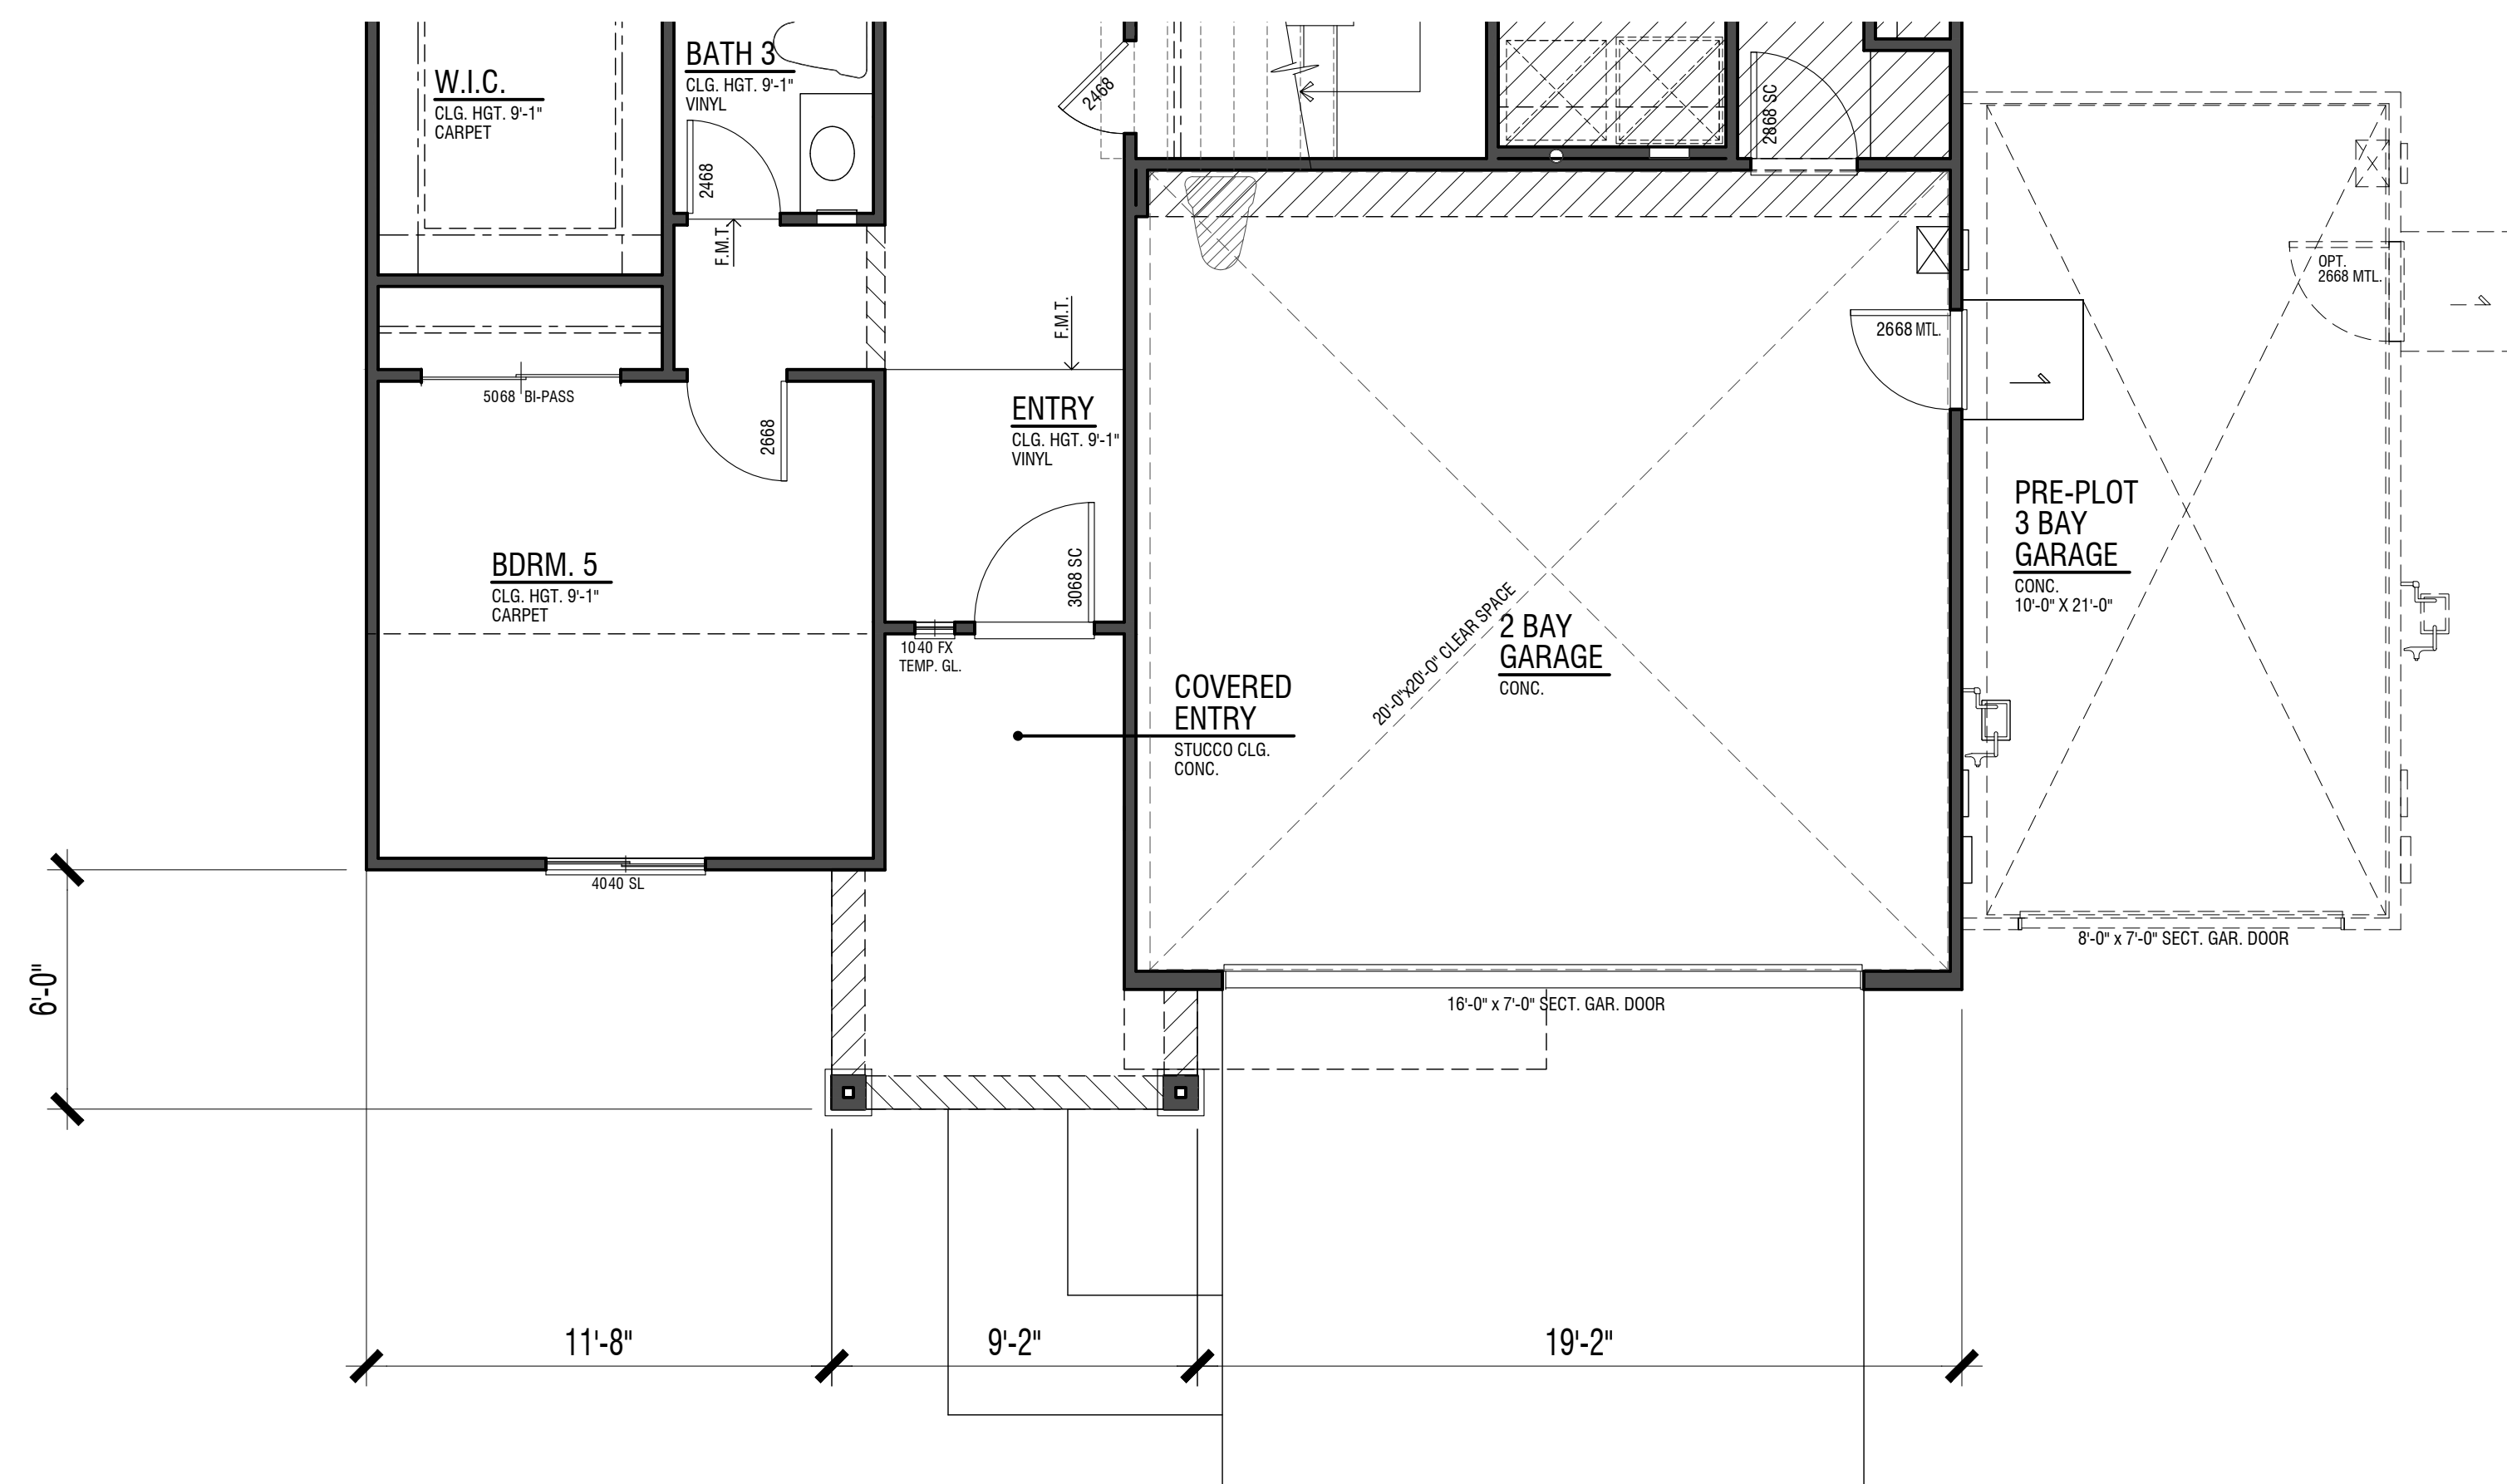 W.I.C.
CLG. HGT. 9'-1"
CARPET
BATH 3
CLG. HGT. 9'-1"
VINYL
2468
F.M.T.
2468
2868 SC
OPT.
2668 MTL.
F.M.T.
2668 MTL.
5068 BI-PASS
2668
ENTRY
CLG. HGT. 9'-1"
VINYL
3068 SC
1040 FX
TEMP. GL.
BDRM. 5
CLG. HGT. 9'-1"
CARPET
PRE-PLOT
3 BAY
GARAGE
CONC.
10'-0" X 21'-0"
20'-0"x20'-0" CLEAR SPACE
2 BAY
GARAGE
CONC.
COVERED
ENTRY
STUCCO CLG.
CONC.
4040 SL
8'-0" x 7'-0" SECT. GAR. DOOR
16'-0" x 7'-0" SECT. GAR. DOOR
6'-0"
11'-8"
9'-2"
19'-2"